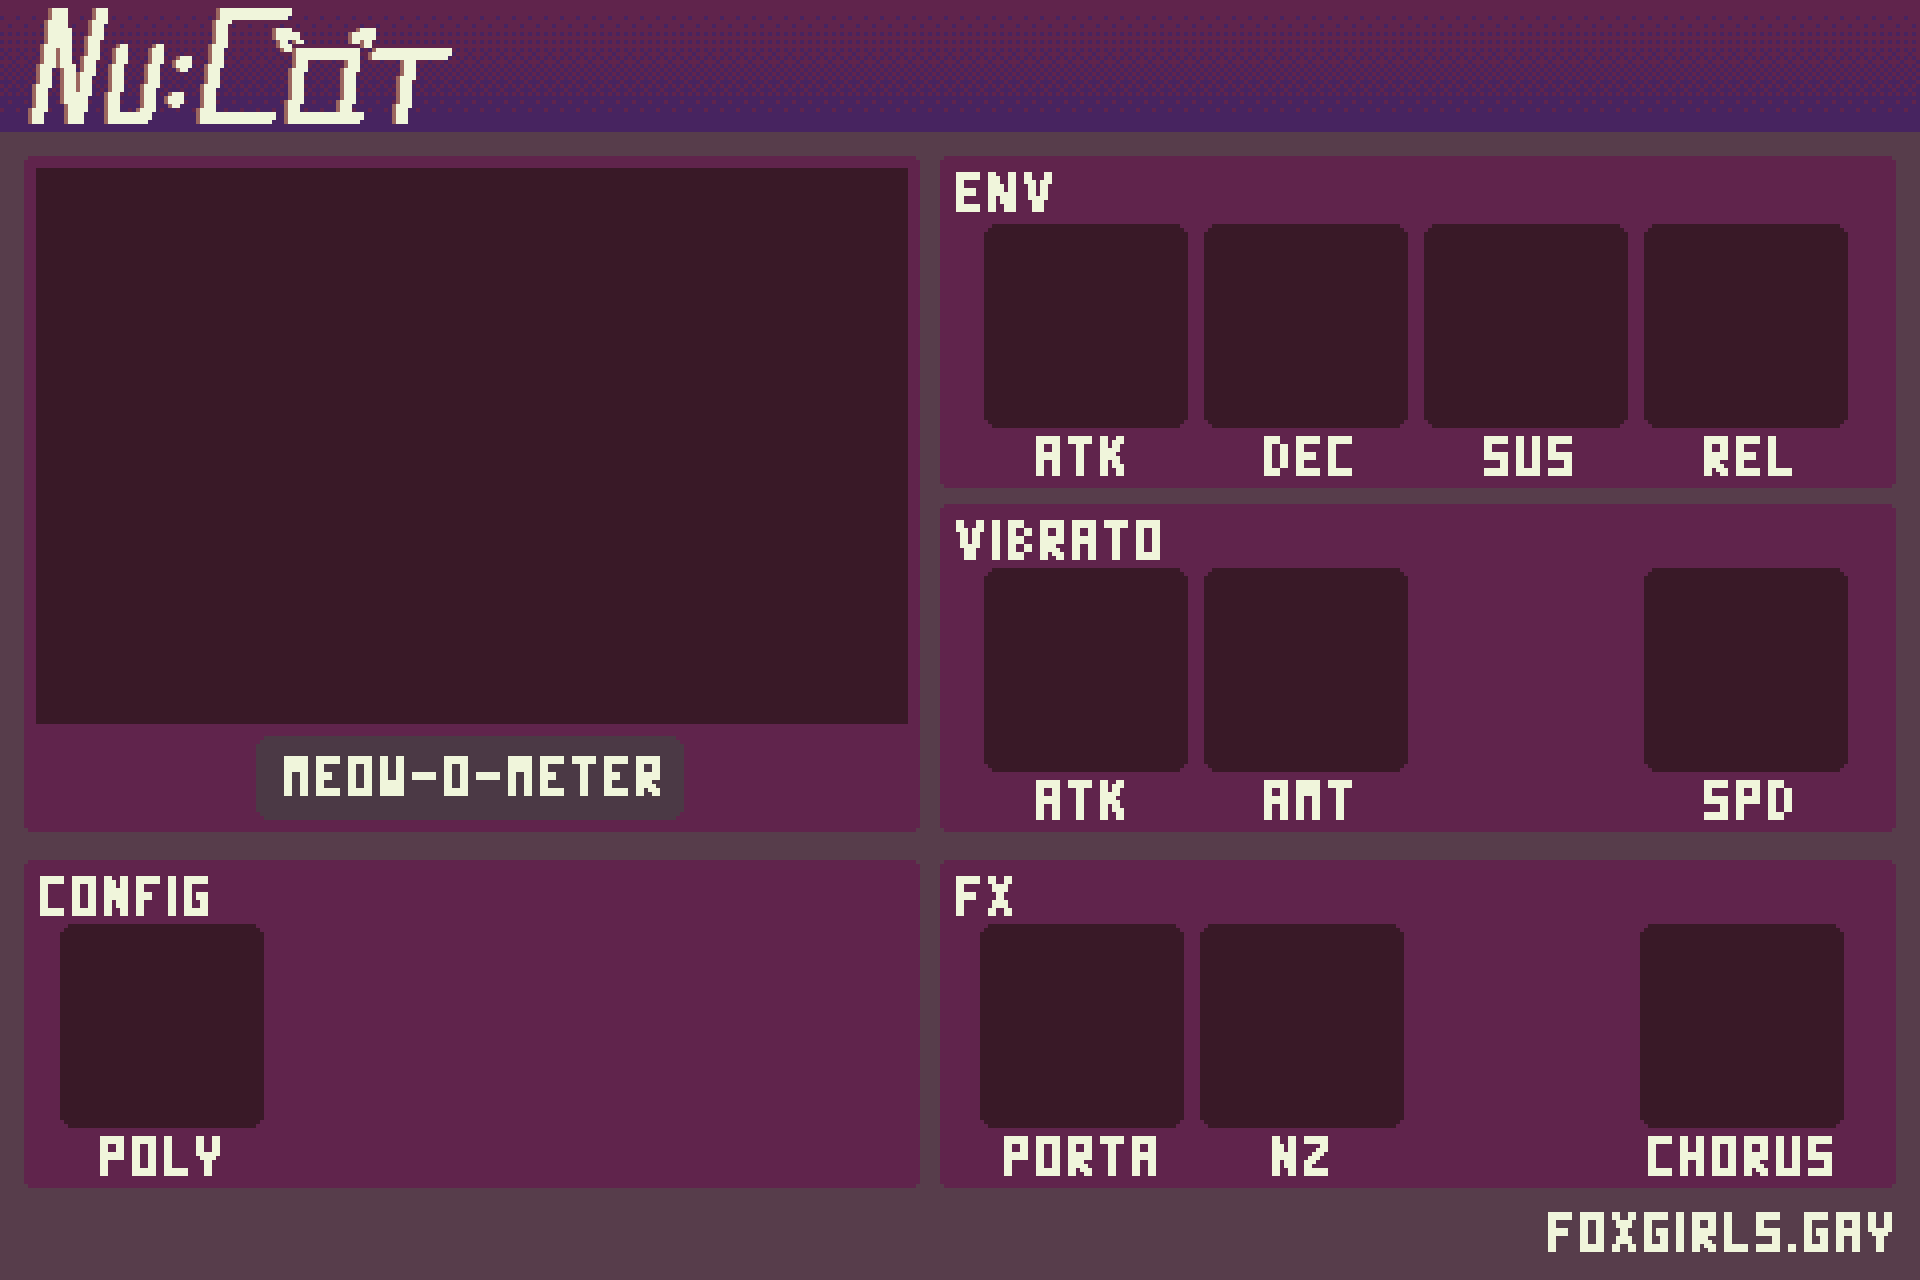 Nu:Cat
ENV
ATK DEC SUS REL
VIBRATO
ATK AMT SPD
MEOW-O-METER
CONFIG
POLY
FX
PORTA NZ CHORUS
FOXGIRLS.GAY